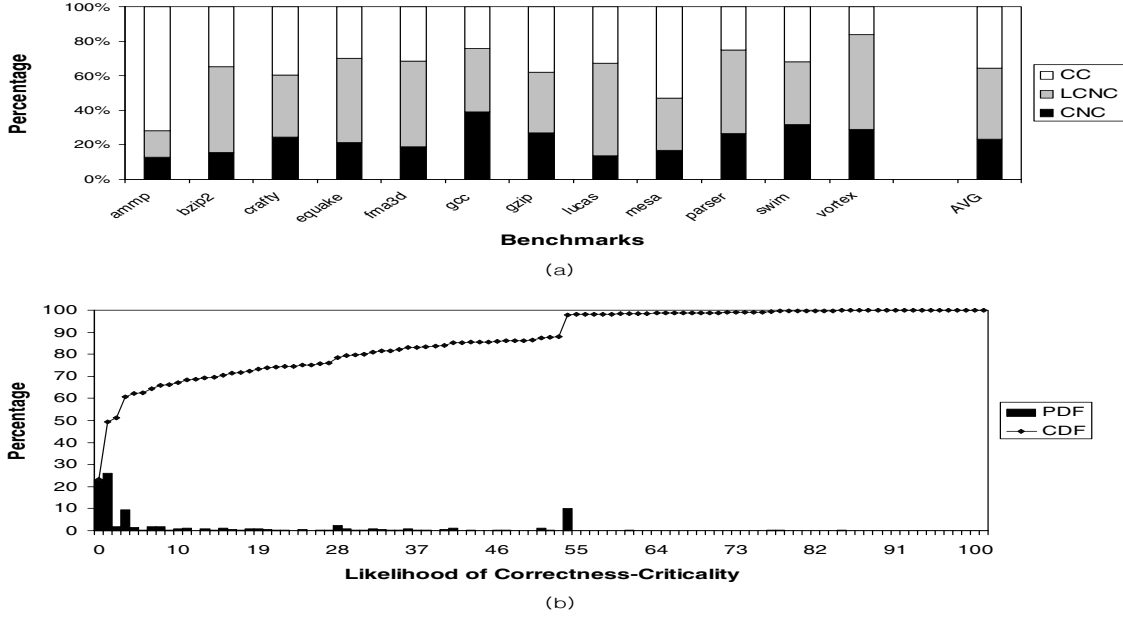 100%
80%
60%
40%
20%
0%
Percentage
ammp
bzip2
crafty
equake
fma3d
gcc
gzip
lucas
mesa
parser
swim
vortex
AVG
Benchmarks
CC
LCNC
CNC
(a)
100
90
80
70
60
50
40
30
20
10
0
Percentage
0 10 19 28 37 46 55 64 73 82 91 100
Likelihood of Correctness-Criticality
PDF
CDF
(b)